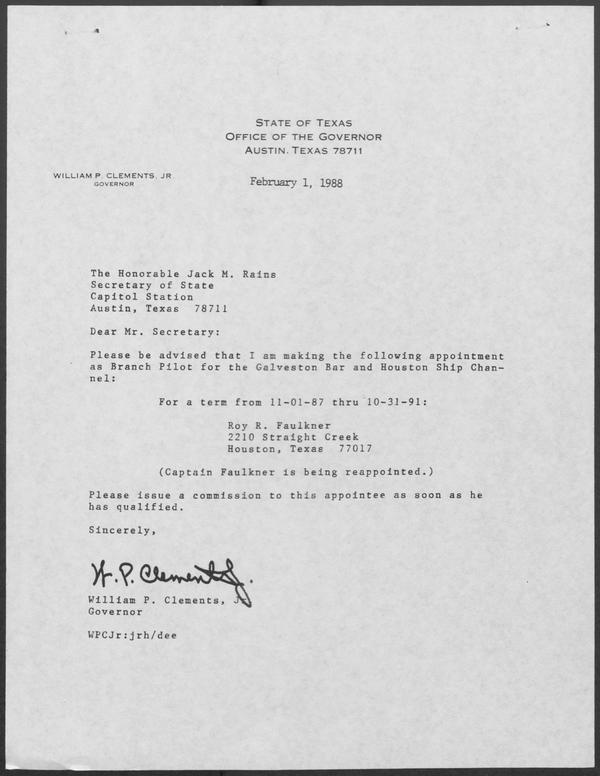 STATE OF TEXAS
OFFICE OF THE GOVERNOR
AUSTIN, TEXAS 78711
WILLIAM P. CLEMENTS, JR.
GOVERNOR
February 1, 1988
The Honorable Jack M. Rains
Secretary of State
Capitol Station
Austin, Texas 78711
Dear Mr. Secretary:
Please be advised that I am making the following appointment
as Branch Pilot for the Galveston Bar and Houston Ship Chan-
nel:
For a term from 11-01-87 thru 10-31-91:
Roy R. Faulkner
2210 Straight Creek
Houston, Texas 77017
(Captain Faulkner is being reappointed.)
Please issue a commission to this appointee as soon as he
has qualified.
Sincerely,
W. P. Clements Jr.
William P. Clements, Jr.
Governor
WPCJr:jrh/dee